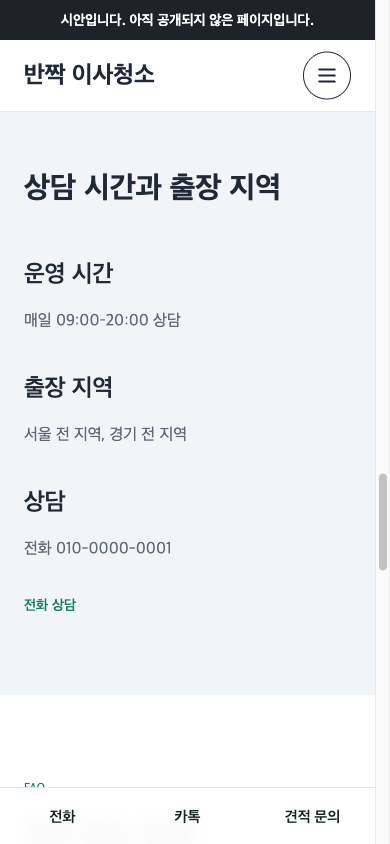 시안입니다. 아직 공개되지 않은 페이지입니다.
반짝 이사청소
상담 시간과 출장 지역
운영 시간
매일 09:00-20:00 상담
출장 지역
서울 전 지역, 경기 전 지역
상담
전화 010-0000-0001
전화 상담
FAQ
전화 카톡 견적 문의